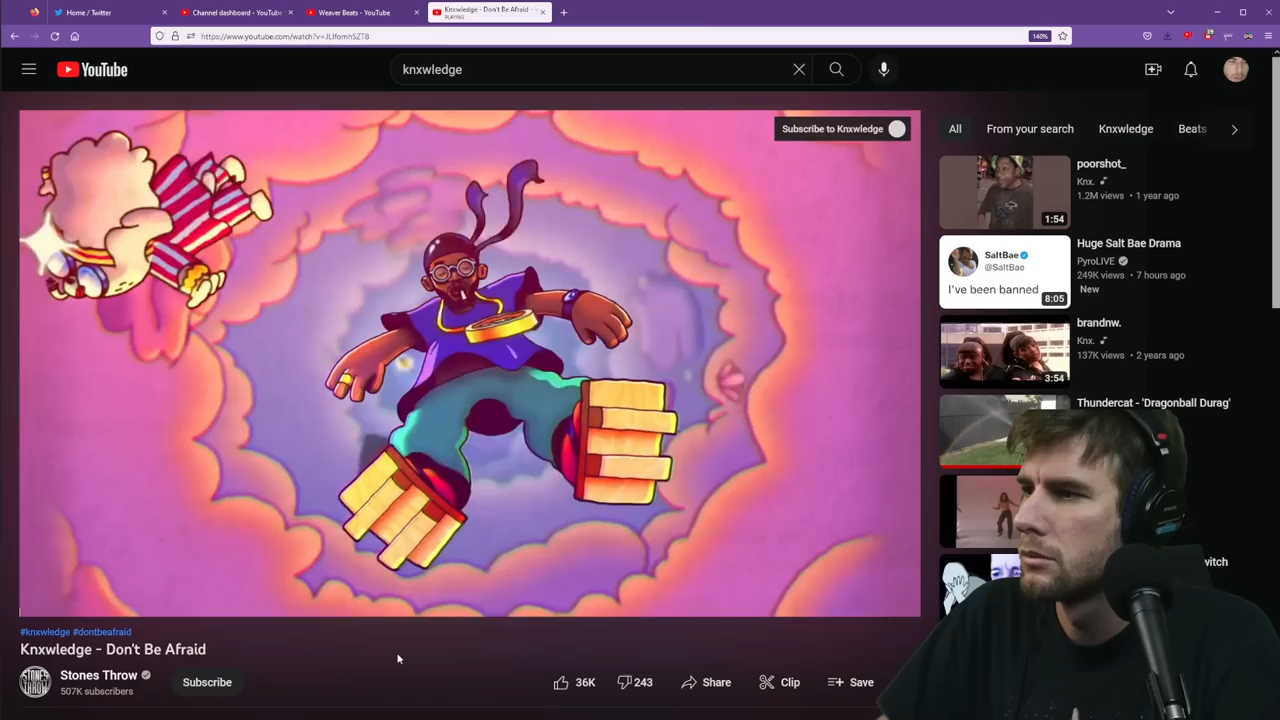 Home / Twitter
Channel dashboard - YouTube
Weaver Beats - YouTube
Knxwledge - Don't Be Afraid -
PLAYING
https://www.youtube.com/watch?v=JLIfomhSZT8
140%
YouTube
knxwledge
Subscribe to Knxwledge
All
From your search
Knxwledge
Beats
poorshot_
Knx.
1.2M views • 1 year ago
1:54
SaltBae
@SaltBae
I've been banned
8:05
Huge Salt Bae Drama
PyroLIVE
249K views • 7 hours ago
New
brandnw.
Knx.
137K views • 2 years ago
3:54
Thundercat - 'Dragonball Durag'
#knxwledge #dontbeafraid
Knxwledge - Don't Be Afraid
STONES THROW
Stones Throw
507K subscribers
Subscribe
36K
243
Share
Clip
Save